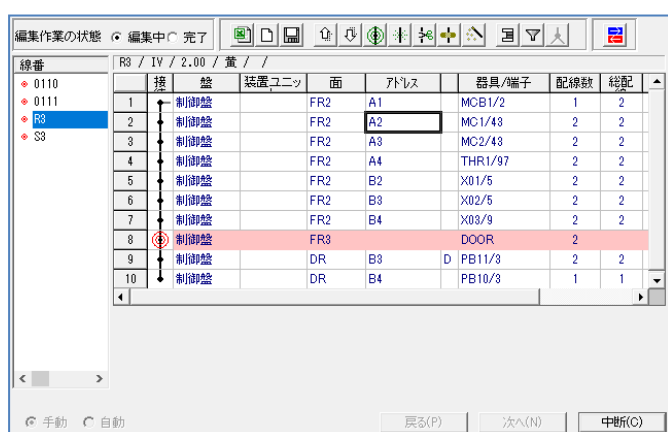 編集作業の状態 編集中 完了
線番 R3 / IV / 2.00 / 黄 / /
0110
0111
R3
S3
接続 盤 装置ユニッ 面 アドレス 器具/端子 配線数 総配
1 制御盤 FR2 A1 MCB1/2 1 2
2 制御盤 FR2 A2 MC1/43 2 2
3 制御盤 FR2 A3 MC2/43 2 2
4 制御盤 FR2 A4 THR1/97 2 2
5 制御盤 FR2 B2 X01/5 2 2
6 制御盤 FR2 B3 X02/5 2 2
7 制御盤 FR2 B4 X03/9 2 2
8 制御盤 FR3 DOOR 2
9 制御盤 DR B3 D PB11/3 2 2
10 制御盤 DR B4 PB10/3 1 1
手動 自動 戻る(P) 次へ(N) 中断(C)